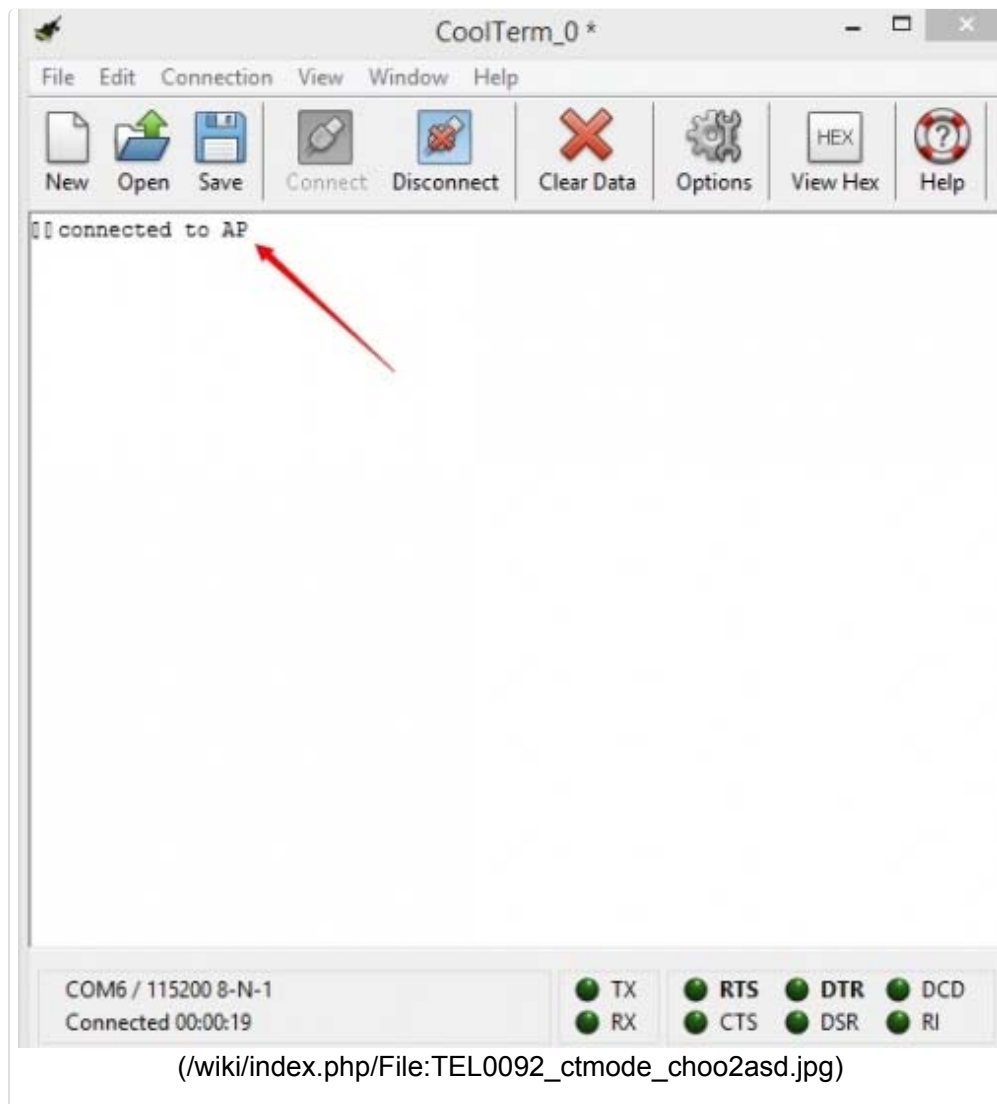 CoolTerm_0 *
File Edit Connection View Window Help
HEX
New Open Save Connect Disconnect Clear Data Options View Hex Help
connected to AP
COM6 / 115200 8-N-1
Connected 00:00:19
TX RTS DTR DCD
RX CTS DSR RI
(/wiki/index.php/File:TEL0092_ctmode_choo2asd.jpg)